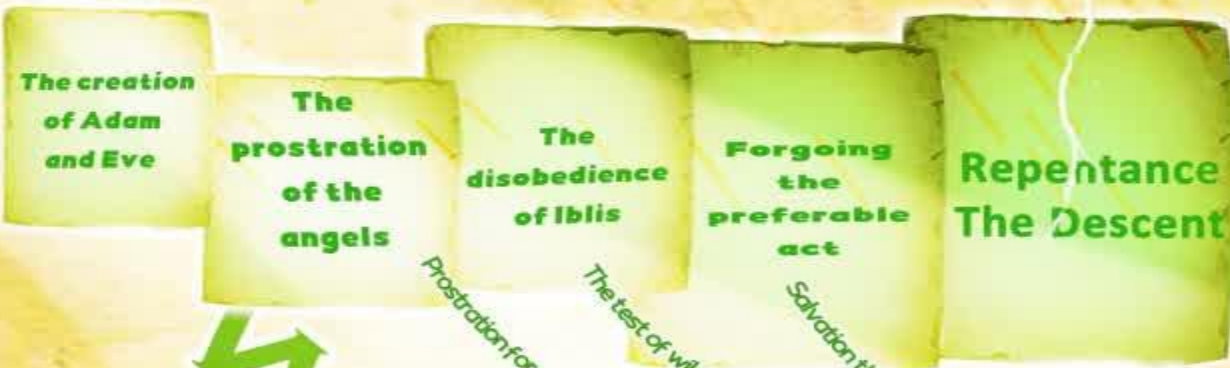 The creation
of Adam
and Eve
The
prostration
of the
angels
The
disobedience
of Iblis
Forgoing
the
preferable
act
Repentance
The Descent
Prostration for
The test of
Salvation